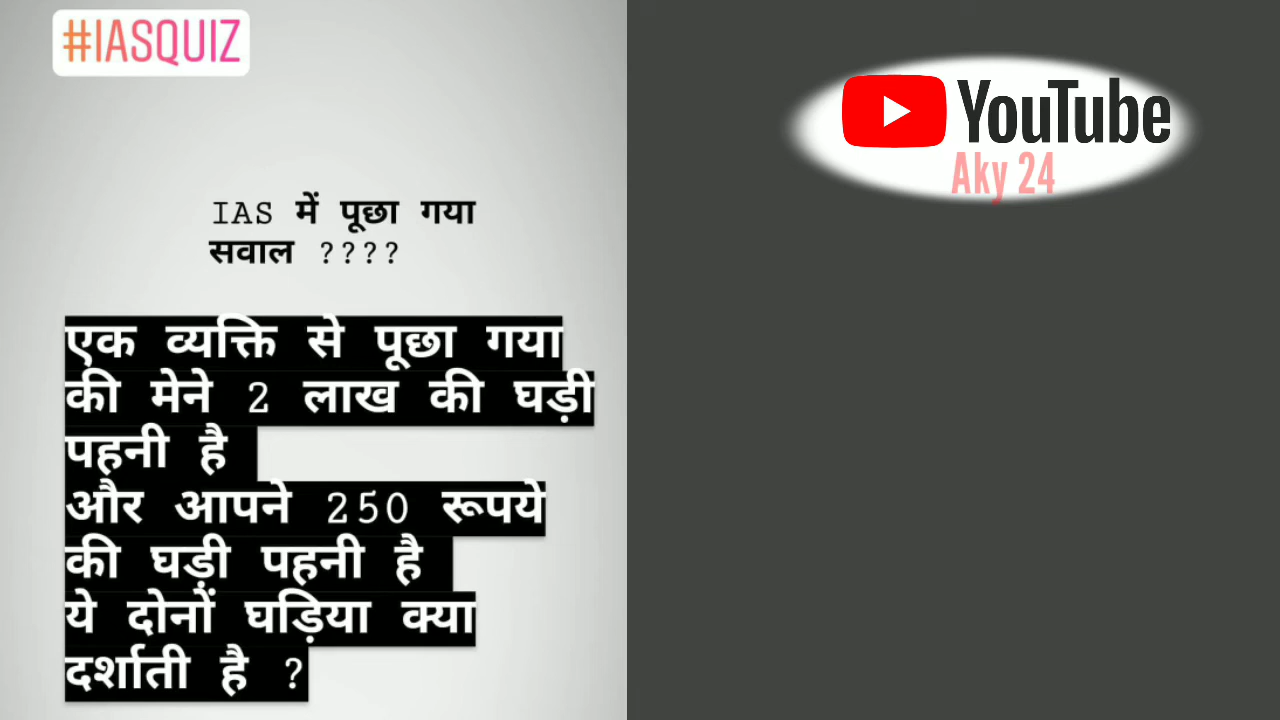 #IASQUIZ
IAS में पूछा गया
सवाल ????
एक व्यक्ति से पूछा गया
की मेने 2 लाख की घड़ी
पहनी है
और आपने 250 रूपये
की घड़ी पहनी है
ये दोनों घड़िया क्या
दर्शाती है ?
YouTube
Aky 24